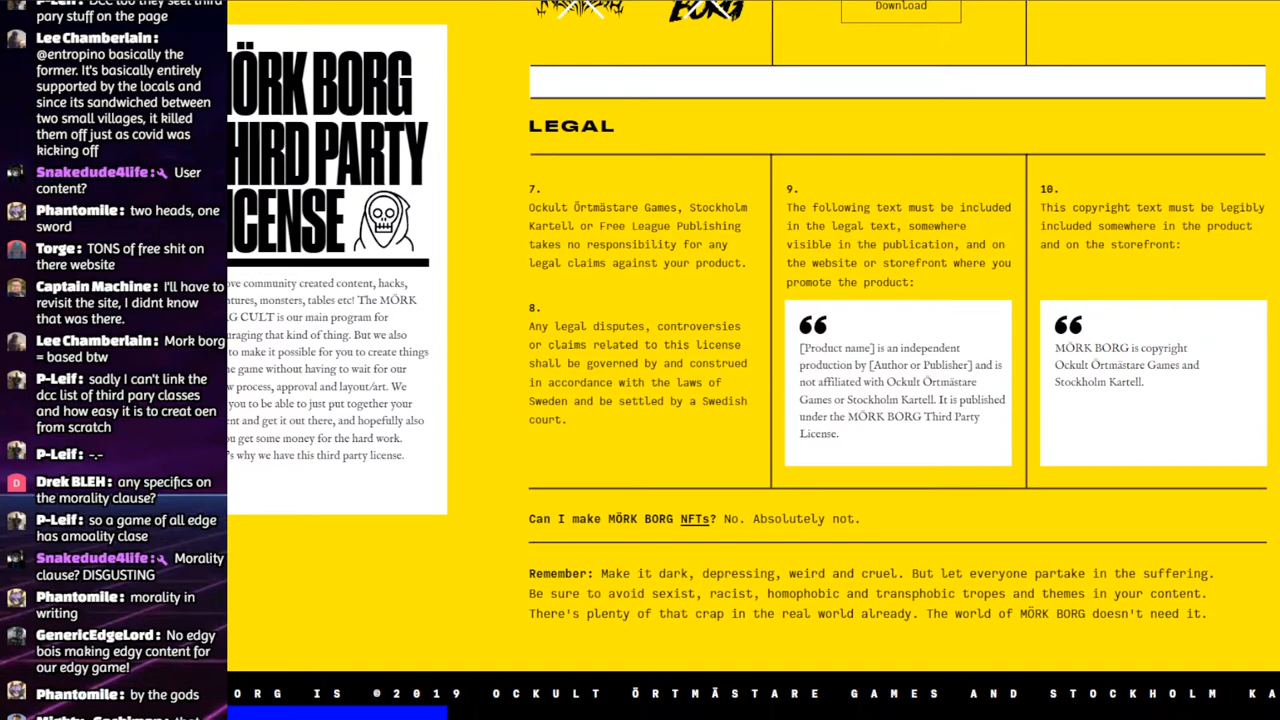 pary stuff on the page
Lee Chamberlain:
@entropino basically the
former. It's basically entirely
supported by the locals and
since its sandwiched between
two small villages, it killed
them off just as covid was
kicking off
Snakedude4life: User
content?
Phantomile: two heads, one
sword
Torge: TONS of free shit on
there website
Captain Machine: I'll have to
revisit the site, I didnt know
that was there.
Lee Chamberlain: Mork borg
= based btw
P-Leif: sadly I can't link the
dcc list of third pary classes
and how easy it is to creat oen
from scratch
P-Leif: -.-
D
Drek BLEH: any specifics on
the morality clause?
P-Leif: so a game of all edge
has amoality clase
Snakedude4life: Morality
clause? DISGUSTING
Phantomile: morality in
writing
GenericEdgeLord: No edgy
bois making edgy content for
our edgy game!
Phantomile: by the gods
ÖRK BORG
HIRD PARTY
ICENSE
ove community created content, hacks,
ntures, monsters, tables etc! The MÖRK
RG CULT is our main program for
uraging that kind of thing. But we also
to make it possible for you to create things
e game without having to wait for our
w process, approval and layout/art. We
you to be able to just put together your
ent and get it out there, and hopefully also
ou get some money for the hard work.
's why we have this third party license.
BORG
Download
LEGAL
7.
Ockult Örtmästare Games, Stockholm
Kartell or Free League Publishing
takes no responsibility for any
legal claims against your product.
8.
Any legal disputes, controversies
or claims related to this license
shall be governed by and construed
in accordance with the laws of
Sweden and be settled by a Swedish
court.
9.
The following text must be included
in the legal text, somewhere
visible in the publication, and on
the website or storefront where you
promote the product:
“
[Product name] is an independent
production by [Author or Publisher] and is
not affiliated with Ockult Örtmästare
Games or Stockholm Kartell. It is published
under the MÖRK BORG Third Party
License.
10.
This copyright text must be legibly
included somewhere in the product
and on the storefront:
“
MÖRK BORG is copyright
Ockult Örtmästare Games and
Stockholm Kartell.
Can I make MÖRK BORG NFTs? No. Absolutely not.
Remember: Make it dark, depressing, weird and cruel. But let everyone partake in the suffering.
Be sure to avoid sexist, racist, homophobic and transphobic tropes and themes in your content.
There's plenty of that crap in the real world already. The world of MÖRK BORG doesn't need it.
ORG IS ©2019 OCKULT ÖRTMÄSTARE GAMES AND STOCKHOLM KA